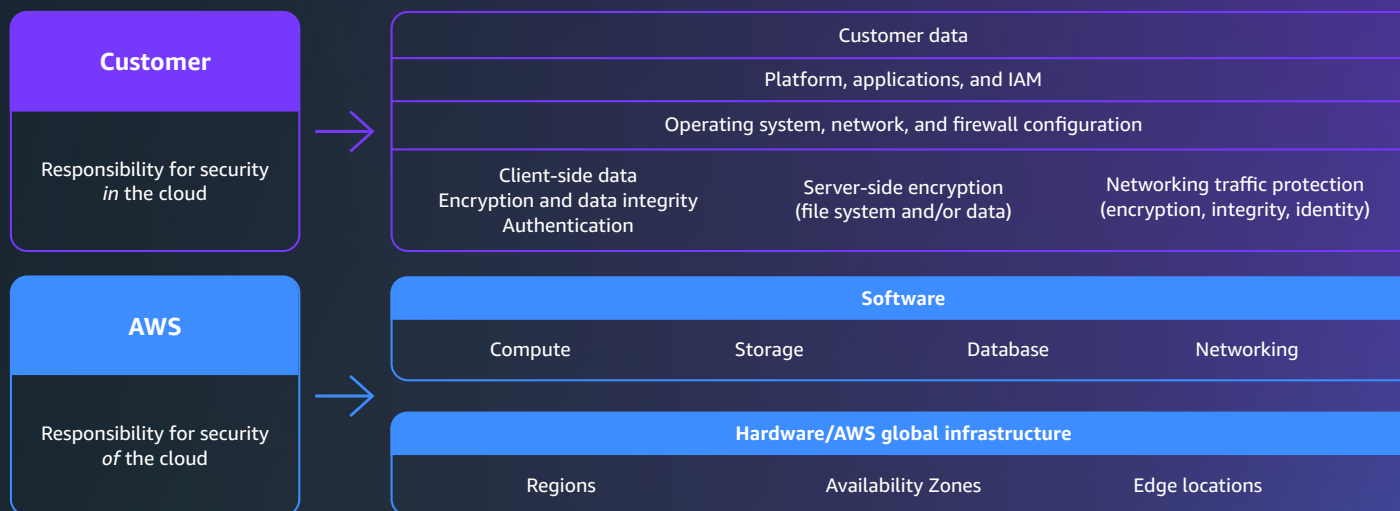 Customer
Responsibility for security
in the cloud
Customer data
Platform, applications, and IAM
Operating system, network, and firewall configuration
Client-side data
Encryption and data integrity
Authentication
Server-side encryption
(file system and/or data)
Networking traffic protection
(encryption, integrity, identity)
AWS
Responsibility for security
of the cloud
Software
Compute
Storage
Database
Networking
Hardware/AWS global infrastructure
Regions
Availability Zones
Edge locations